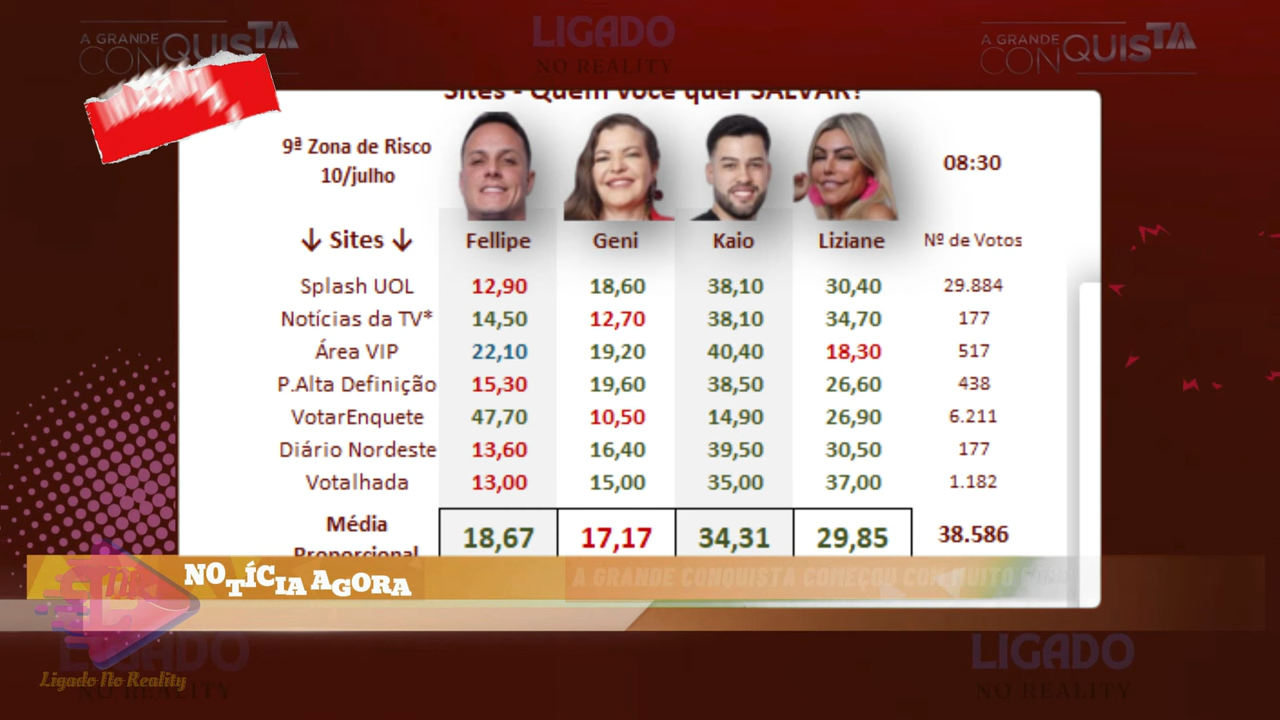 A GRANDE
CONQUISTA
LIGADO
NO REALITY
A GRANDE
CONQUISTA
Sites - Quem você quer SALVAR?
9ª Zona de Risco
10/julho
08:30
↓ Sites ↓ Fellipe Geni Kaio Liziane Nº de Votos
Splash UOL 12,90 18,60 38,10 30,40 29.884
Notícias da TV* 14,50 12,70 38,10 34,70 177
Área VIP 22,10 19,20 40,40 18,30 517
P.Alta Definição 15,30 19,60 38,50 26,60 438
VotarEnquete 47,70 10,50 14,90 26,90 6.211
Diário Nordeste 13,60 16,40 39,50 30,50 177
Votalhada 13,00 15,00 35,00 37,00 1.182
Média
Proporcional 18,67 17,17 34,31 29,85 38.586
NOTÍCIA AGORA
A GRANDE CONQUISTA COMEÇOU COM MUITO
LIGADO
NO REALITY
Ligado No Reality
LIGADO
NO REALITY